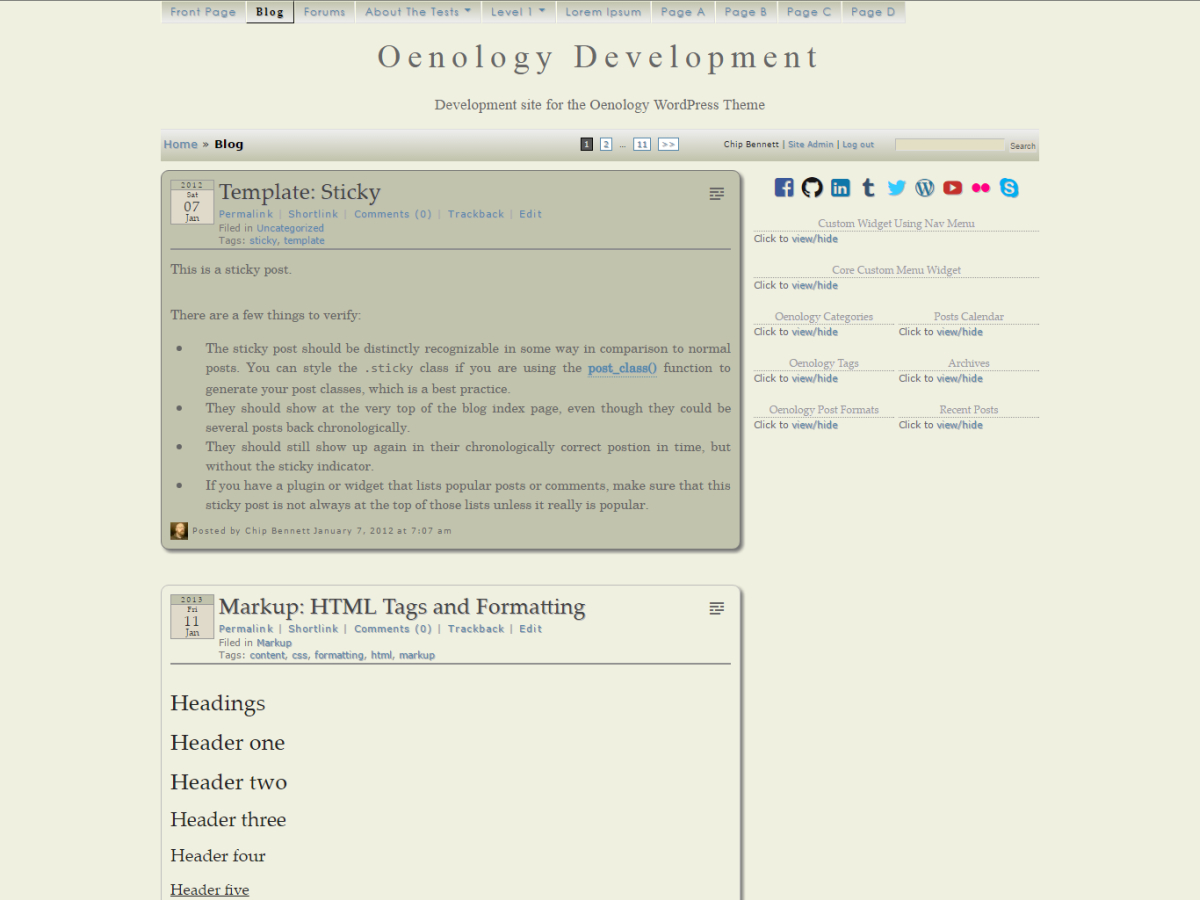 Front Page Blog Forums About The Tests Level 1 Lorem Ipsum Page A Page B Page C Page D
Oenology Development
Development site for the Oenology WordPress Theme
Home » Blog
1 2 ... 11 >>
Chip Bennett | Site Admin | Log out
Search
2012
Sat
07
Jan
Template: Sticky
Permalink | Shortlink | Comments (0) | Trackback | Edit
Filed in Uncategorized
Tags: sticky, template
This is a sticky post.
There are a few things to verify:
• The sticky post should be distinctly recognizable in some way in comparison to normal
posts. You can style the .sticky class if you are using the post_class() function to
generate your post classes, which is a best practice.
• They should show at the very top of the blog index page, even though they could be
several posts back chronologically.
• They should still show up again in their chronologically correct postion in time, but
without the sticky indicator.
• If you have a plugin or widget that lists popular posts or comments, make sure that this
sticky post is not always at the top of those lists unless it really is popular.
Posted by Chip Bennett January 7, 2012 at 7:07 am
2013
Fri
11
Jan
Markup: HTML Tags and Formatting
Permalink | Shortlink | Comments (0) | Trackback | Edit
Filed in Markup
Tags: content, css, formatting, html, markup
Headings
Header one
Header two
Header three
Header four
Header five
Custom Widget Using Nav Menu
Click to view/hide
Core Custom Menu Widget
Click to view/hide
Oenology Categories Posts Calendar
Click to view/hide Click to view/hide
Oenology Tags Archives
Click to view/hide Click to view/hide
Oenology Post Formats Recent Posts
Click to view/hide Click to view/hide